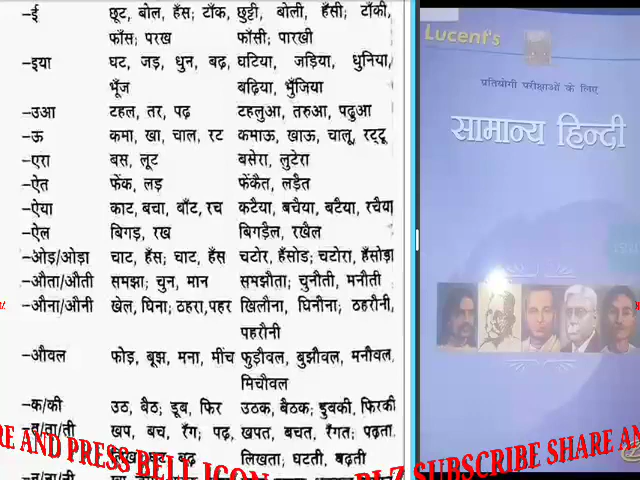 -ई छूट, बोल, हँस; टाँक, छुट्टी, बोली, हँसी; टाँकी,
फाँस; परख फाँसी; पारखी
-इया घट, जड़, धुन, बढ़, घटिया, जड़िया, धुनिया,
भूँज बढ़िया, भुँजिया
-उआ टहल, तर, पढ़ टहलुआ, तरुआ, पढुआ
-ऊ कमा, खा, चाल, रट कमाऊ, खाऊ, चालू, रट्टू
-एरा बस, लूट बसेरा, लुटेरा
-ऐत फेंक, लड़ फेंकैत, लड़ैत
-ऐया काट, बचा, बाँट, रच कटैया, बचैया, बटैया, रचैया
-ऐल बिगड़, रख बिगड़ैल, रखैल
-ओड़/ओड़ा चाट, हँस; चाट, हँस चटोर, हँसोड; चटोरा, हँसोड़ा
-औता/औती समझा; चुन, मान समझौता; चुनौती, मनौती
-औना/औनी खेल, घिना; ठहरा,पहर खिलौना, घिनौना; ठहरौनी,
पहरौनी
-औवल फोड़, बूझ, मना, मींच फुड़ौवल, बुझौवल, मनौवल,
मिचौवल
-क/की उठ, बैठ; डूब, फिर उठक, बैठक; डुबकी, फिरकी
-त/ता/ती खप, बच, रँग; पढ़, खपत, बचत, रँगत; पढ़ता,
लिख; घट, बढ़ लिखता; घटती, बढ़ती
Lucent's
प्रतियोगी परीक्षाओं के लिए
सामान्य हिन्दी
RE AND PRESS BELL ICON
PLZ SUBSCRIBE SHARE AN